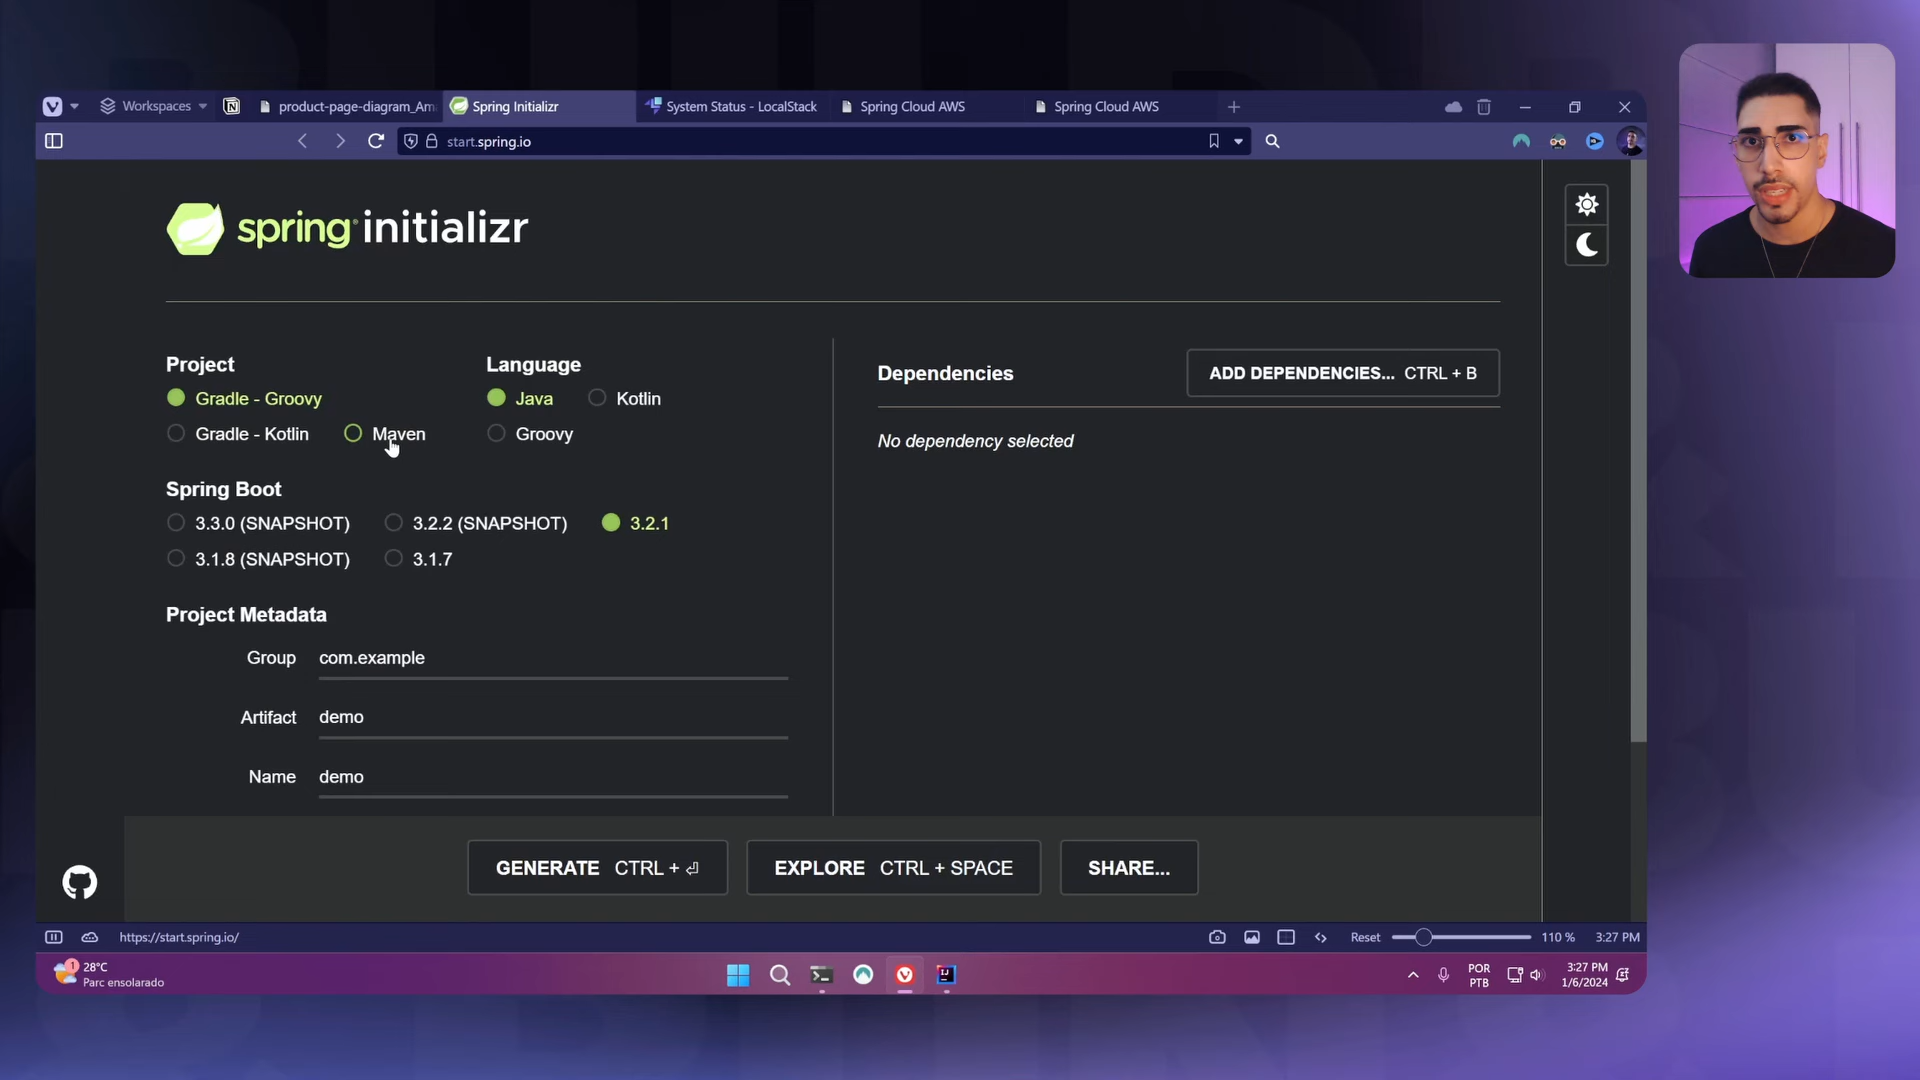 Workspaces
product-page-diagram_Am
Spring Initializr
System Status - LocalStack
Spring Cloud AWS
Spring Cloud AWS
start.spring.io
spring initializr
Project
Gradle - Groovy
Gradle - Kotlin
Maven
Language
Java
Kotlin
Groovy
Spring Boot
3.3.0 (SNAPSHOT)
3.2.2 (SNAPSHOT)
3.2.1
3.1.8 (SNAPSHOT)
3.1.7
Project Metadata
Group
com.example
Artifact
demo
Name
demo
Dependencies
ADD DEPENDENCIES... CTRL + B
No dependency selected
GENERATE CTRL + ⏎
EXPLORE CTRL + SPACE
SHARE...
https://start.spring.io/
Reset
110 %
3:27 PM
1
28°C
Parc ensolarado
POR
PTB
3:27 PM
1/6/2024